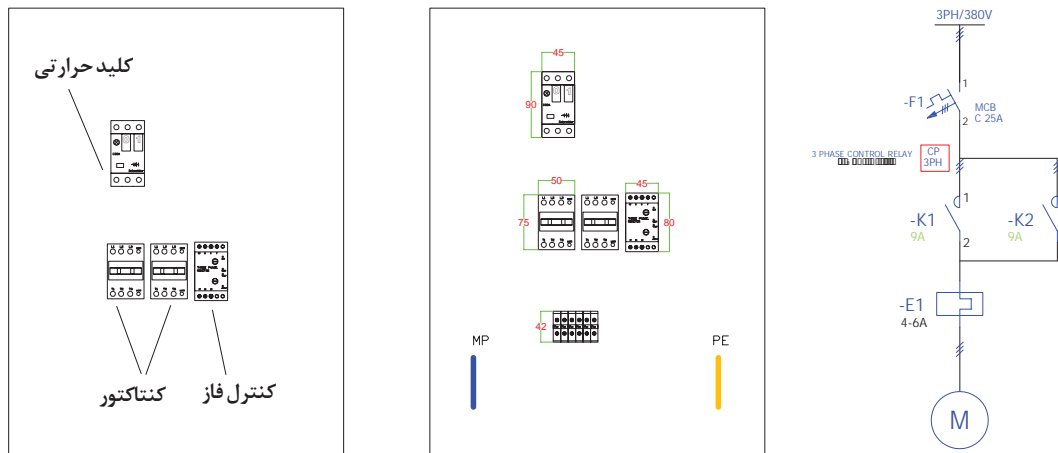 کلید حرارتی
کنتاکتور
کنترل فاز
45
90
50
45
75
80
42
MP
PE
3PH/380V
1
-F1
MCB
C 25A
2
3 PHASE CONTROL RELAY
CP
3PH
1
-K1
9A
2
-K2
9A
-E1
4-6A
M